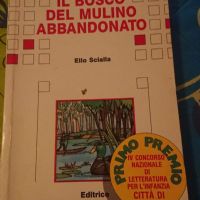 IL BOSCO
DEL MULINO
ABBANDONATO
Elio Scialla
PRIMO PREMIO
IV CONCORSO
NAZIONALE
DI
LETTERATURA
PER L'INFANZIA
CITTÀ DI
Editrice